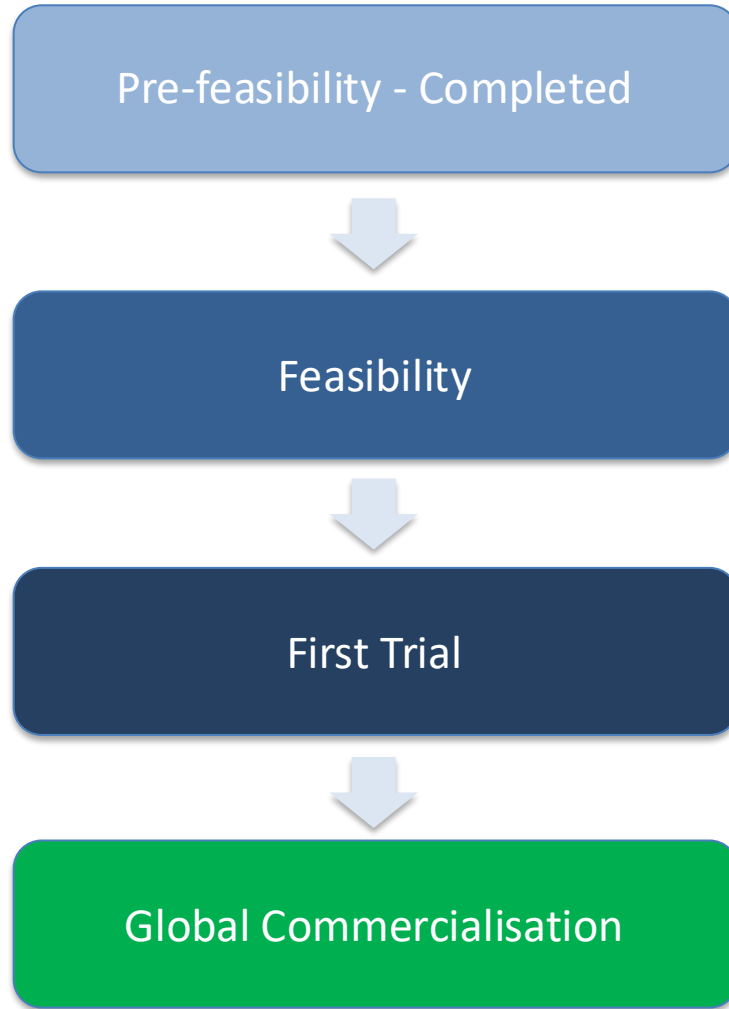 Pre-feasibility - Completed
Feasibility
First Trial
Global Commercialisation